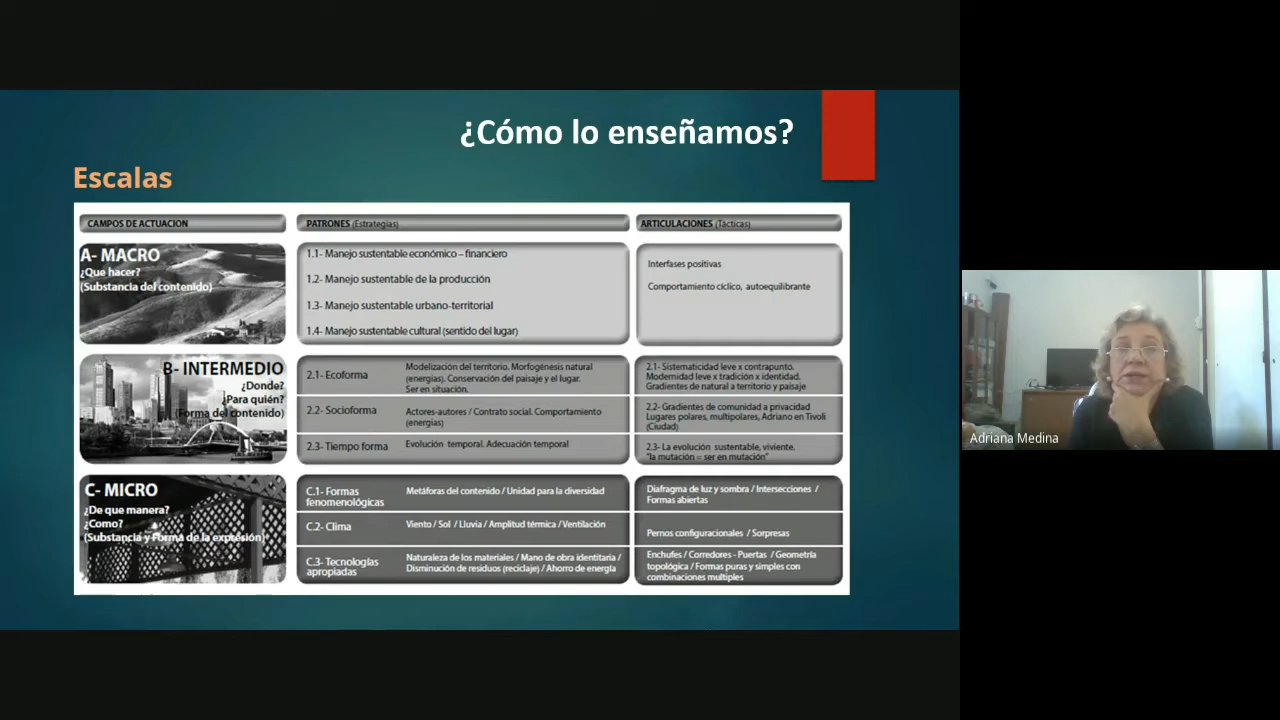 ¿Cómo lo enseñamos?
Escalas
CAMPOS DE ACTUACION
PATRONES (Estrategias)
ARTICULACIONES (Tácticas)
A- MACRO
¿Que hacer?
(Substancia del contenido)
1.1- Manejo sustentable económico – financiero
1.2- Manejo sustentable de la producción
1.3- Manejo sustentable urbano-territorial
1.4- Manejo sustentable cultural (sentido del lugar)
Interfases positivas
Comportamiento cíclico, autoequilibrante
B- INTERMEDIO
¿Donde?
¿Para quién?
(Forma del contenido)
2.1- Ecoforma
Modelización del territorio. Morfogénesis natural
(energías). Conservación del paisaje y el lugar.
Ser en situación.
2.1- Sistematicidad leve x contrapunto.
Modernidad leve x tradición x identidad.
Gradientes de natural a territorio y paisaje
2.2- Socioforma
Actores-autores / Contrato social. Comportamiento
(energías)
2.2- Gradientes de comunidad a privacidad
Lugares polares, multipolares, Adriano en Tivoli
(Ciudad)
2.3- Tiempo forma
Evolución temporal. Adecuación temporal
2.3- La evolución sustentable, viviente.
"la mutación = ser en mutación"
C- MICRO
¿De que manera?
¿Como?
(Substancia y Forma de la expresión)
C.1- Formas
fenomenológicas
Metáforas del contenido / Unidad para la diversidad
Diafragma de luz y sombra / Intersecciones /
Formas abiertas
C.2- Clima
Viento / Sol / Lluvia / Amplitud térmica / Ventilación
Pernos configuracionales / Sorpresas
C.3- Tecnologías
apropiadas
Naturaleza de los materiales / Mano de obra identitaria /
Disminución de residuos (reciclaje) / Ahorro de energía
Enchufes / Corredores - Puertas / Geometría
topológica / Formas puras y simples con
combinaciones multiples
Adriana Medina